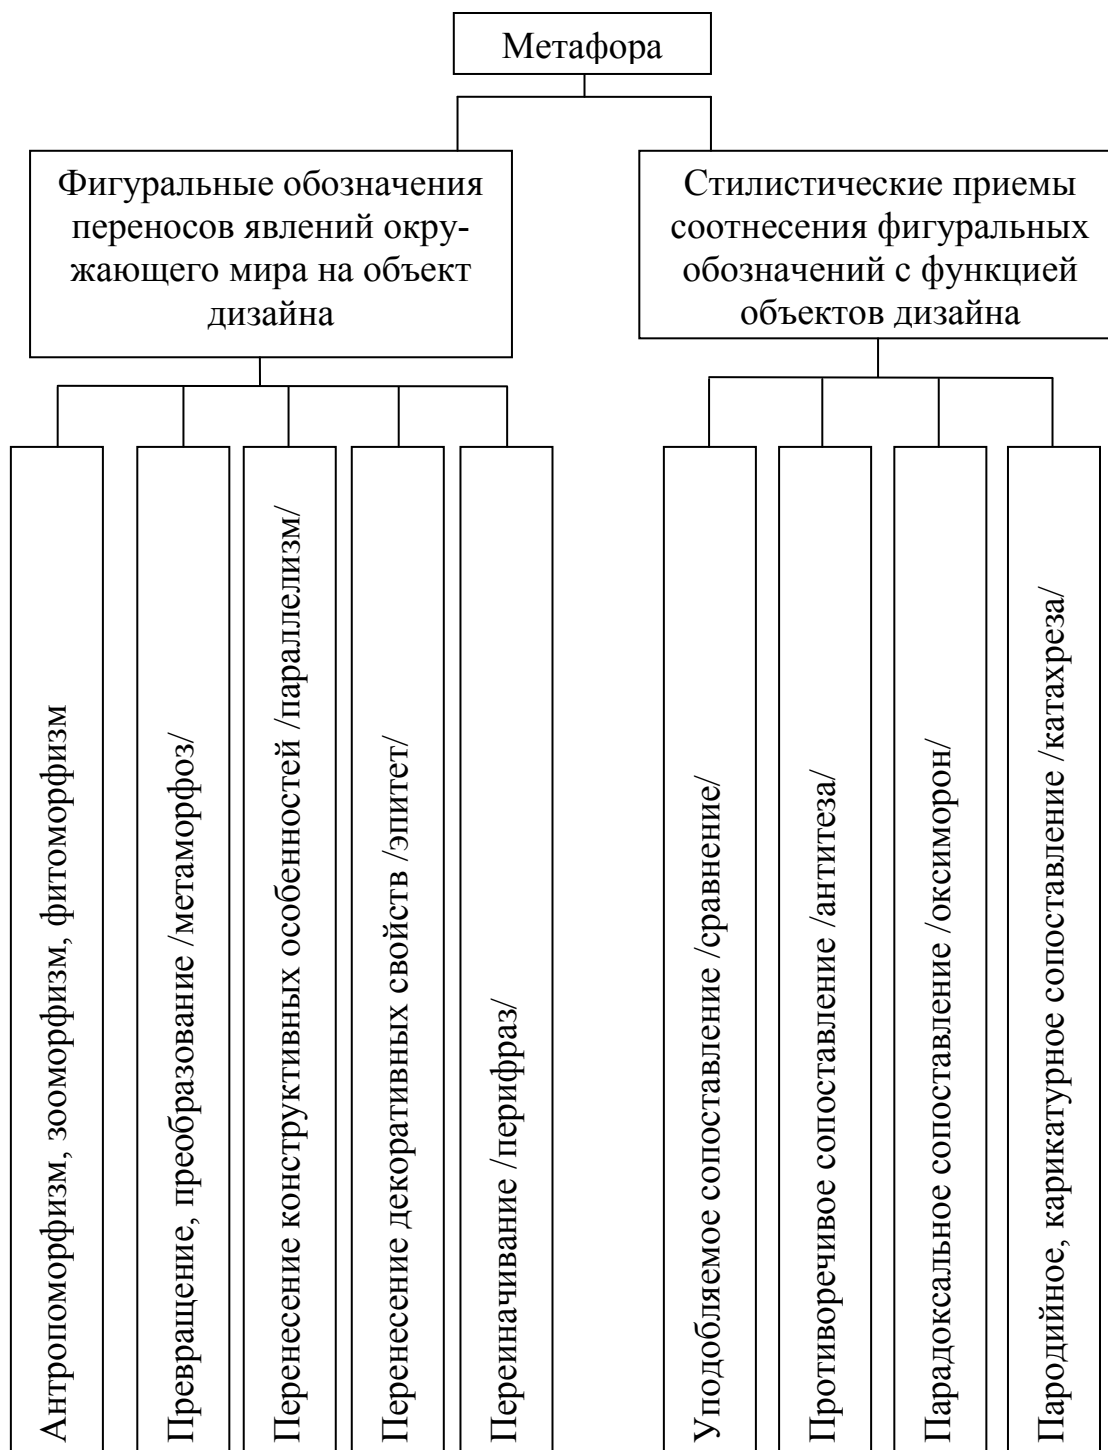 Метафора
Фигуральные обозначения
переносов явлений окру-
жающего мира на объект
дизайна
Стилистические приемы
соотнесения фигуральных
обозначений с функцией
объектов дизайна
Антропоморфизм, зооморфизм, фитоморфизм
Превращение, преобразование /метаморфоз/
Перенесение конструктивных особенностей /параллелизм/
Перенесение декоративных свойств /эпитет/
Переиначивание /перифраз/
Уподобляемое сопоставление /сравнение/
Противоречивое сопоставление /антитеза/
Парадоксальное сопоставление /оксиморон/
Пародийное, карикатурное сопоставление /катахреза/